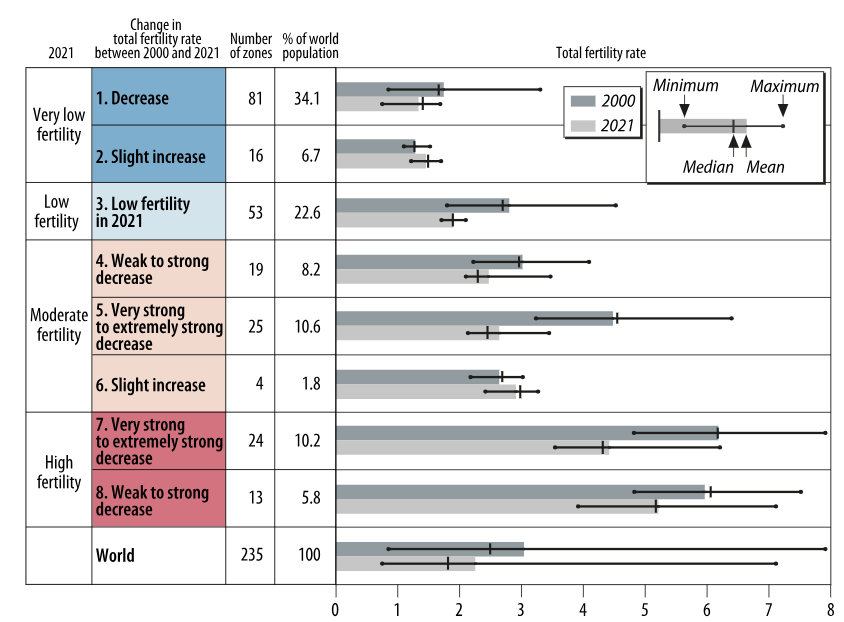 2021
Change in
total fertility rate
between 2000 and 2021
Number
of zones
% of world
population
Total fertility rate
Very low
fertility
1. Decrease
81
34.1
2. Slight increase
16
6.7
Low
fertility
3. Low fertility
in 2021
53
22.6
Moderate
fertility
4. Weak to strong
decrease
19
8.2
5. Very strong
to extremely strong
decrease
25
10.6
6. Slight increase
4
1.8
High
fertility
7. Very strong
to extremely strong
decrease
24
10.2
8. Weak to strong
decrease
13
5.8
World
235
100
2000
2021
Minimum
Maximum
Median
Mean
0
1
2
3
4
5
6
7
8